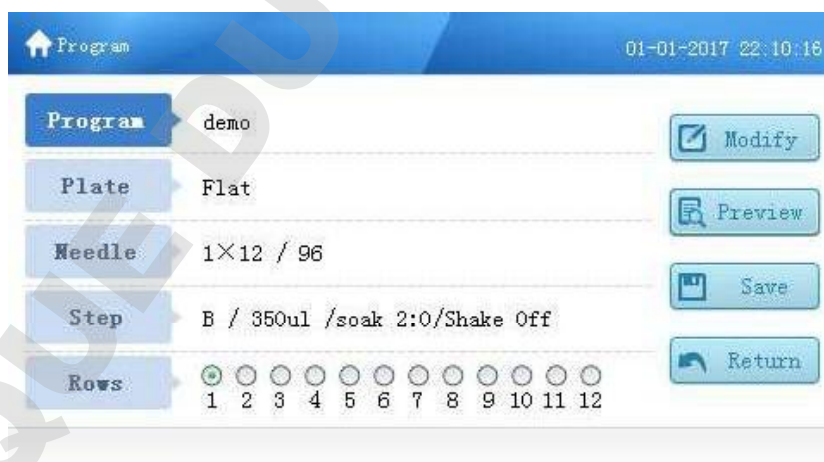 Program
01-01-2017 22:10:16
Program demo
Modify
Plate Flat
Preview
Needle 1×12 / 96
Save
Step B / 350ul /soak 2:0/Shake Off
Return
Rows
1 2 3 4 5 6 7 8 9 10 11 12